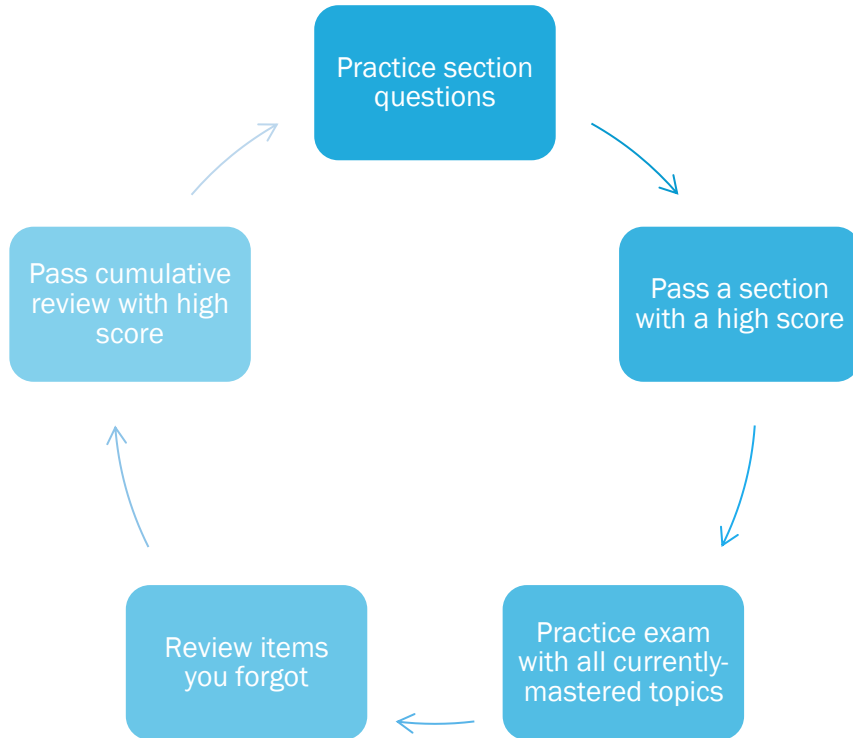 Practice section
questions
Pass a section
with a high score
Practice exam
with all currently-
mastered topics
Review items
you forgot
Pass cumulative
review with high
score